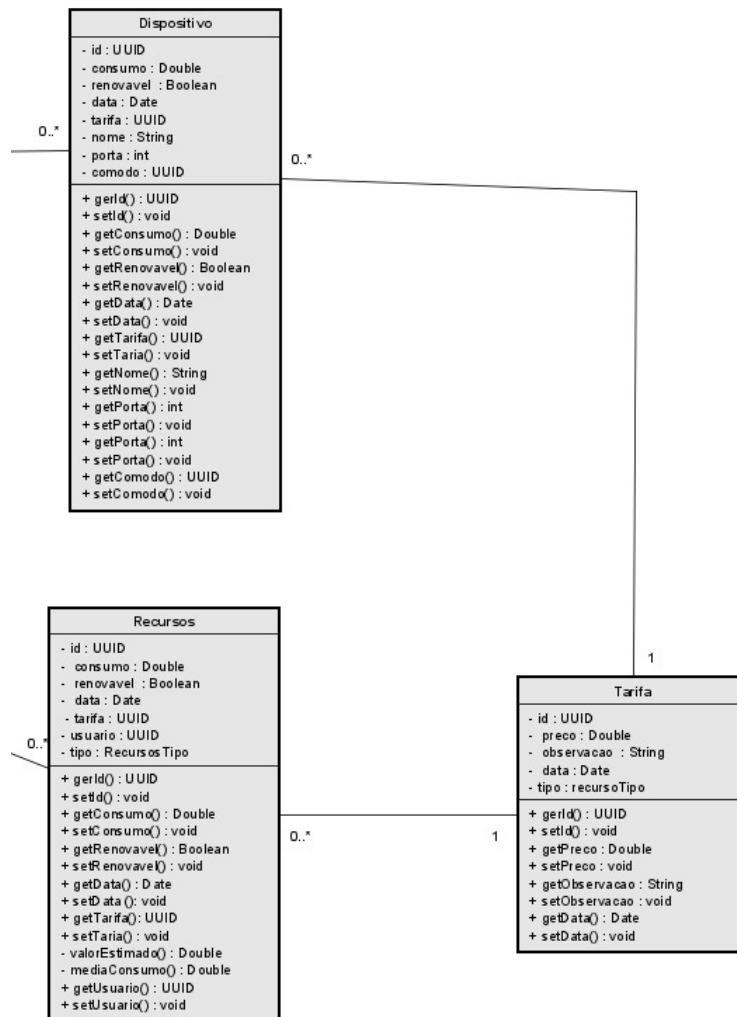 Dispositivo
- id : UUID
- consumo : Double
- renovavel : Boolean
- data : Date
- tarifa : UUID
- nome : String
- porta : int
- comodo : UUID
+ gerId() : UUID
+ setId() : void
+ getConsumo() : Double
+ setConsumo() : void
+ getRenovavel() : Boolean
+ setRenovavel() : void
+ getData() : Date
+ setData() : void
+ getTarifa() : UUID
+ setTaria() : void
+ getNome() : String
+ setNome() : void
+ getPorta() : int
+ setPorta() : void
+ getPorta() : int
+ setPorta() : void
+ getComodo() : UUID
+ setComodo() : void
0..*
0..*
1
Recursos
- id : UUID
- consumo : Double
- renovavel : Boolean
- data : Date
- tarifa : UUID
- usuario : UUID
- tipo : RecursosTipo
+ gerId() : UUID
+ setId() : void
+ getConsumo() : Double
+ setConsumo() : void
+ getRenovavel() : Boolean
+ setRenovavel() : void
+ getData() : Date
+ setData () : void
+ getTarifa(): UUID
+ setTaria() : void
- valorEstimado() : Double
- mediaConsumo() : Double
+ getUsuario() : UUID
+ setUsuario() : void
0..*
0..*
1
Tarifa
- id : UUID
- preco : Double
- observacao : String
- data : Date
- tipo : recursoTipo
+ gerId() : UUID
+ setId() : void
+ getPreco : Double
+ setPreco : void
+ getObservacao : String
+ setObservacao : void
+ getData() : Date
+ setData() : void